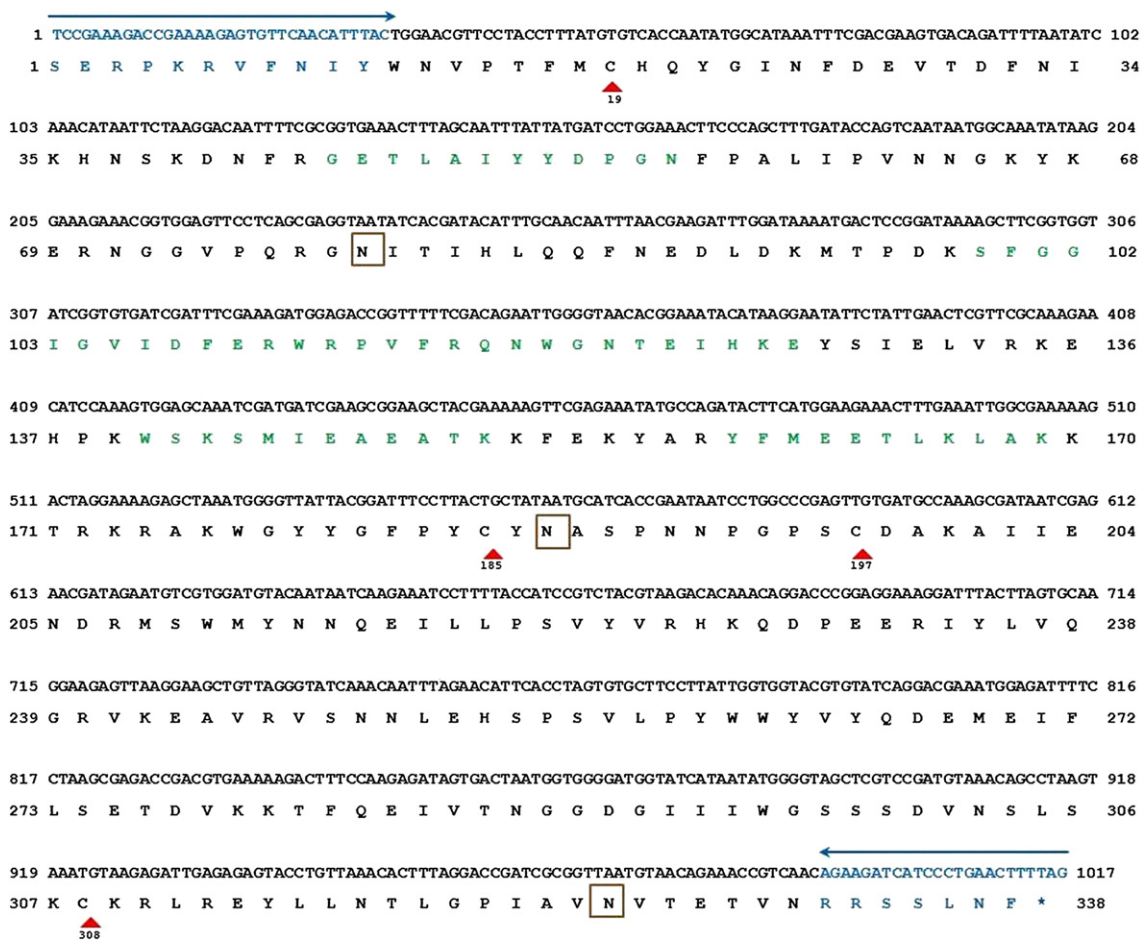 1 TCCGAAAGACCGAAAAGAGTGTTCAACATTTACTGGAACGTTCCTACCTTTATGTGTCACCAATATGGCATAAATTTCGACGAAGTGACAGATTTTAATATC 102
1 S E R P K R V F N I Y W N V P T F M C H Q Y G I N F D E V T D F N I 34
19
103 AAACATAATTCTAAGGACAATTTTCGCGGTGAAACTTTAGCAATTTATTATGATCCTGGAAACTTCCCAGCTTTGATACCAGTCAATAATGGCAAATATAAG 204
35 K H N S K D N F R G E T L A I Y Y D P G N F P A L I P V N N G K Y K 68
205 GAAAGAAACGGTGGAGTTCCTCAGCGAGGTAATATCACGATACATTTGCAACAATTTAACGAAGATTTGGATAAAATGACTCCGGATAAAAGCTTCGGTGGT 306
69 E R N G G V P Q R G N I T I H L Q Q F N E D L D K M T P D K S F G G 102
307 ATCGGTGTGATCGATTTCGAAAGATGGAGACCGGTTTTTCGACAGAATTGGGGTAACACGGAAATACATAAGGAATATTCTATTGAACTCGTTCGCAAAGAA 408
103 I G V I D F E R W R P V F R Q N W G N T E I H K E Y S I E L V R K E 136
409 CATCCAAAGTGGAGCAAATCGATGATCGAAGCGGAAGCTACGAAAAAGTTCGAGAAATATGCCAGATACTTCATGGAAGAAACTTTGAAATTGGCGAAAAAG 510
137 H P K W S K S M I E A E A T K K F E K Y A R Y F M E E T L K L A K K 170
511 ACTAGGAAAAGAGCTAAATGGGGTTATTACGGATTTCCTTACTGCTATAATGCATCACCGAATAATCCTGGCCCGAGTTGTGATGCCAAAGCGATAATCGAG 612
171 T R K R A K W G Y Y G F P Y C Y N A S P N N P G P S C D A K A I I E 204
185 197
613 AACGATAGAATGTCGTGGATGTACAATAATCAAGAAATCCTTTTACCATCCGTCTACGTAAGACACAAACAGGACCCGGAGGAAAGGATTTACTTAGTGCAA 714
205 N D R M S W M Y N N Q E I L L P S V Y V R H K Q D P E E R I Y L V Q 238
715 GGAAGAGTTAAGGAAGCTGTTAGGGTATCAAACAATTTAGAACATTCACCTAGTGTGCTTCCTTATTGGTGGTACGTGTATCAGGACGAAATGGAGATTTTC 816
239 G R V K E A V R V S N N L E H S P S V L P Y W W Y V Y Q D E M E I F 272
817 CTAAGCGAGACCGACGTGAAAAAGACTTTCCAAGAGATAGTGACTAATGGTGGGGATGGTATCATAATATGGGGTAGCTCGTCCGATGTAAACAGCCTAAGT 918
273 L S E T D V K K T F Q E I V T N G G D G I I I W G S S S D V N S L S 306
919 AAATGTAAGAGATTGAGAGAGTACCTGTTAAACACTTTAGGACCGATCGCGGTTAATGTAACAGAAACCGTCAACAGAAGATCATCCCTGAACTTTTAG 1017
307 K C K R L R E Y L L N T L G P I A V N V T E T V N R R S S L N F * 338
308